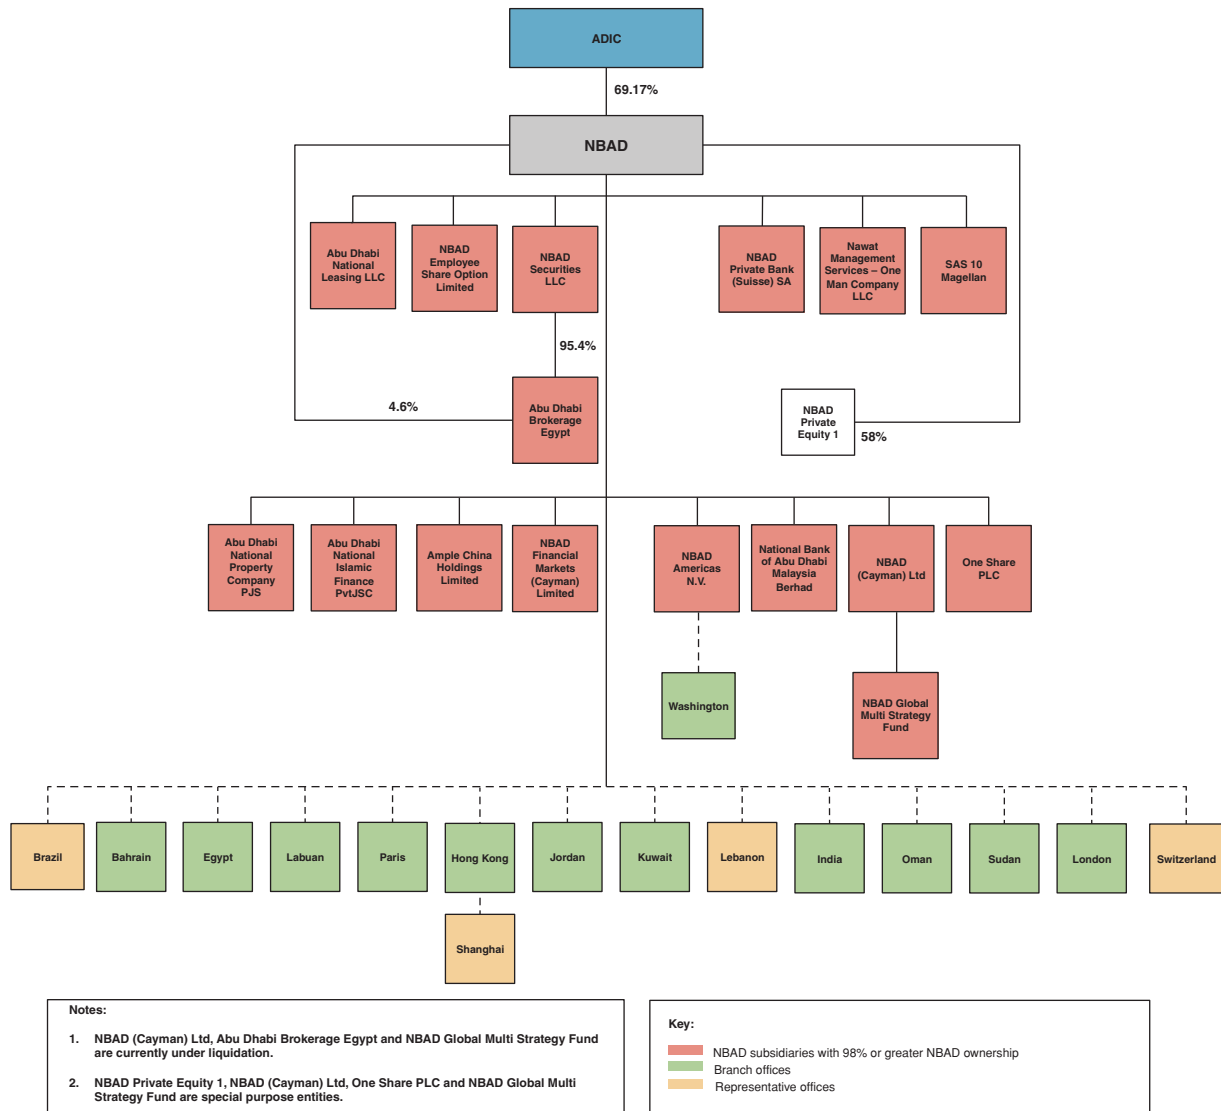 ADIC
69.17%
NBAD
Abu Dhabi
National
Leasing LLC
NBAD
Employee
Share Option
Limited
NBAD
Securities
LLC
NBAD
Private Bank
(Suisse) SA
Nawat
Management
Services – One
Man Company
LLC
SAS 10
Magellan
95.4%
4.6%
Abu Dhabi
Brokerage
Egypt
NBAD
Private
Equity 1
58%
Abu Dhabi
National
Property
Company
PJS
Abu Dhabi
National
Islamic
Finance
PvtJSC
Ample China
Holdings
Limited
NBAD
Financial
Markets
(Cayman)
Limited
NBAD
Americas
N.V.
National Bank
of Abu Dhabi
Malaysia
Berhad
NBAD
(Cayman) Ltd
One Share
PLC
Washington
NBAD Global
Multi Strategy
Fund
Brazil
Bahrain
Egypt
Labuan
Paris
Hong Kong
Jordan
Kuwait
Lebanon
India
Oman
Sudan
London
Switzerland
Shanghai
Notes:
1. NBAD (Cayman) Ltd, Abu Dhabi Brokerage Egypt and NBAD Global Multi Strategy Fund
are currently under liquidation.
2. NBAD Private Equity 1, NBAD (Cayman) Ltd, One Share PLC and NBAD Global Multi
Strategy Fund are special purpose entities.
Key:
NBAD subsidiaries with 98% or greater NBAD ownership
Branch offices
Representative offices